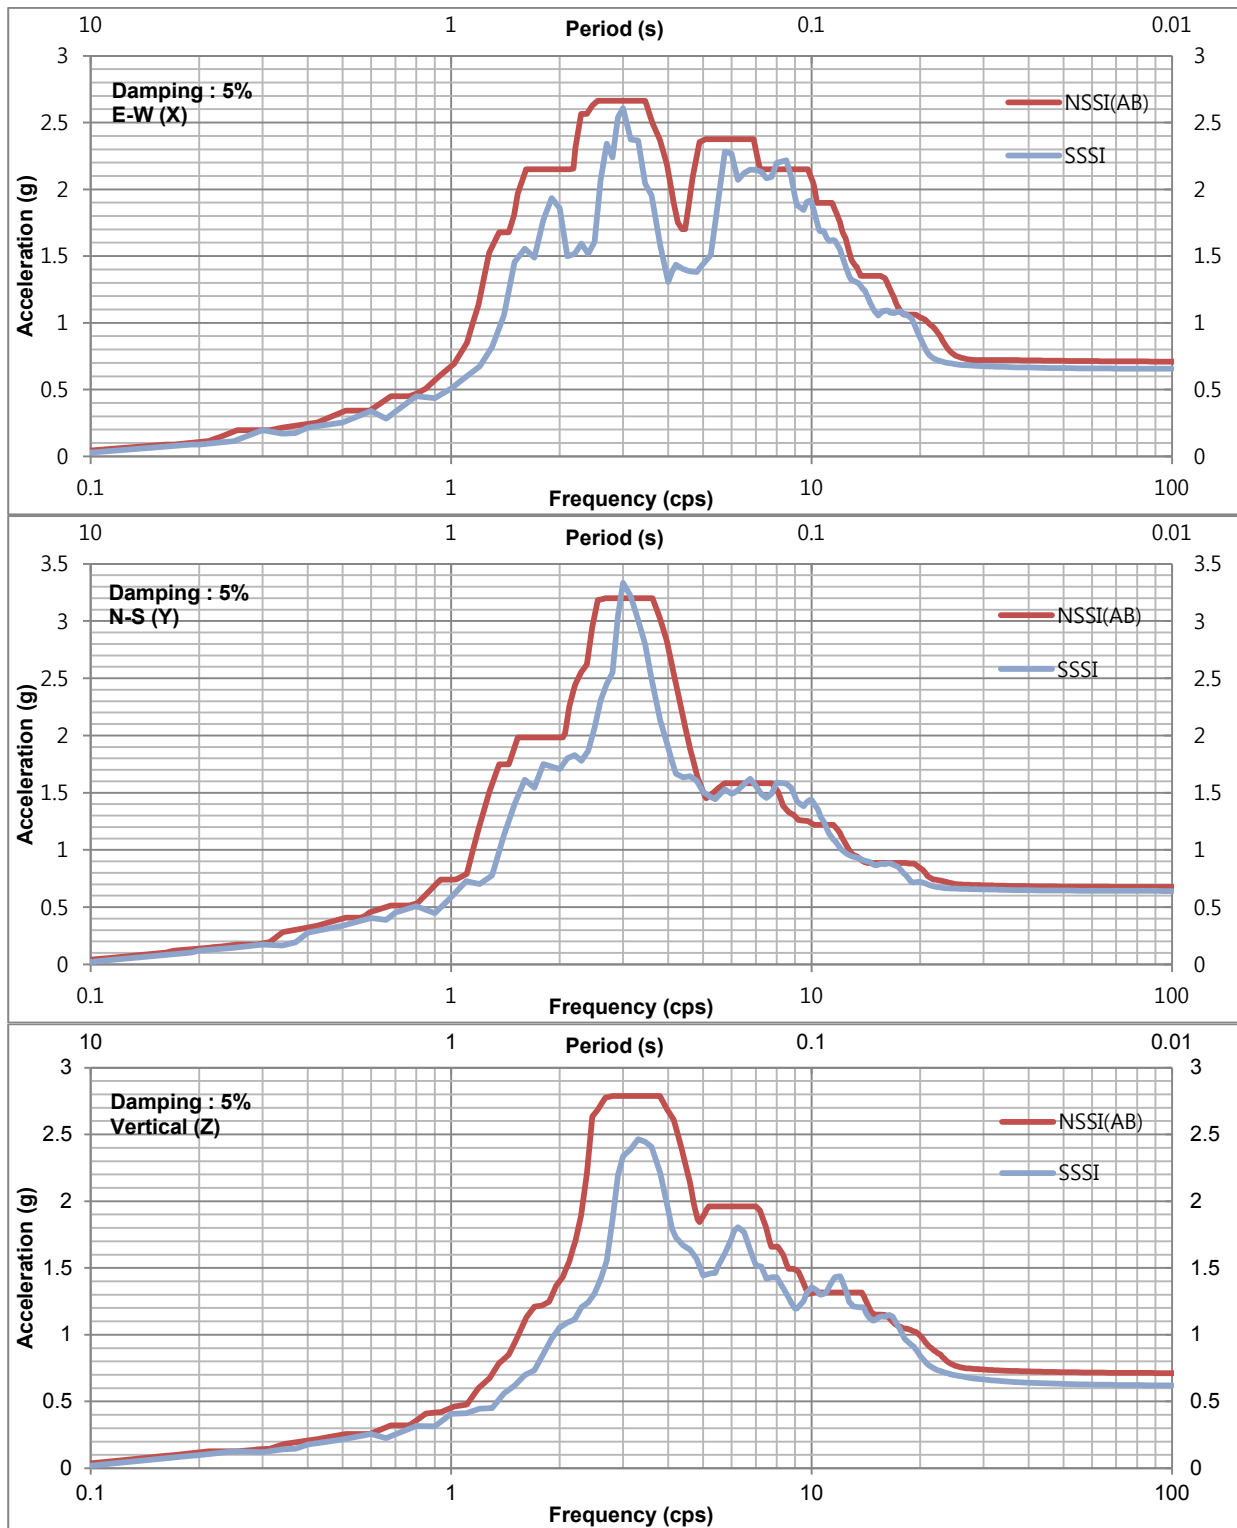 10 1 0.1 0.01
Period (s)
3 3
Damping : 5%
E-W (X)
NSSI(AB)
2.5 2.5
SSSI
2 2
Acceleration (g)
1.5 1.5
1 1
0.5 0.5
0 0
0.1 1 10 100
Frequency (cps)
10 1 0.1 0.01
Period (s)
3.5 3.5
Damping : 5%
N-S (Y)
NSSI(AB)
3 3
SSSI
2.5 2.5
2 2
Acceleration (g)
1.5 1.5
1 1
0.5 0.5
0 0
0.1 1 10 100
Frequency (cps)
10 1 0.1 0.01
Period (s)
3 3
Damping : 5%
Vertical (Z)
NSSI(AB)
2.5 2.5
SSSI
2 2
Acceleration (g)
1.5 1.5
1 1
0.5 0.5
0 0
0.1 1 10 100
Frequency (cps)